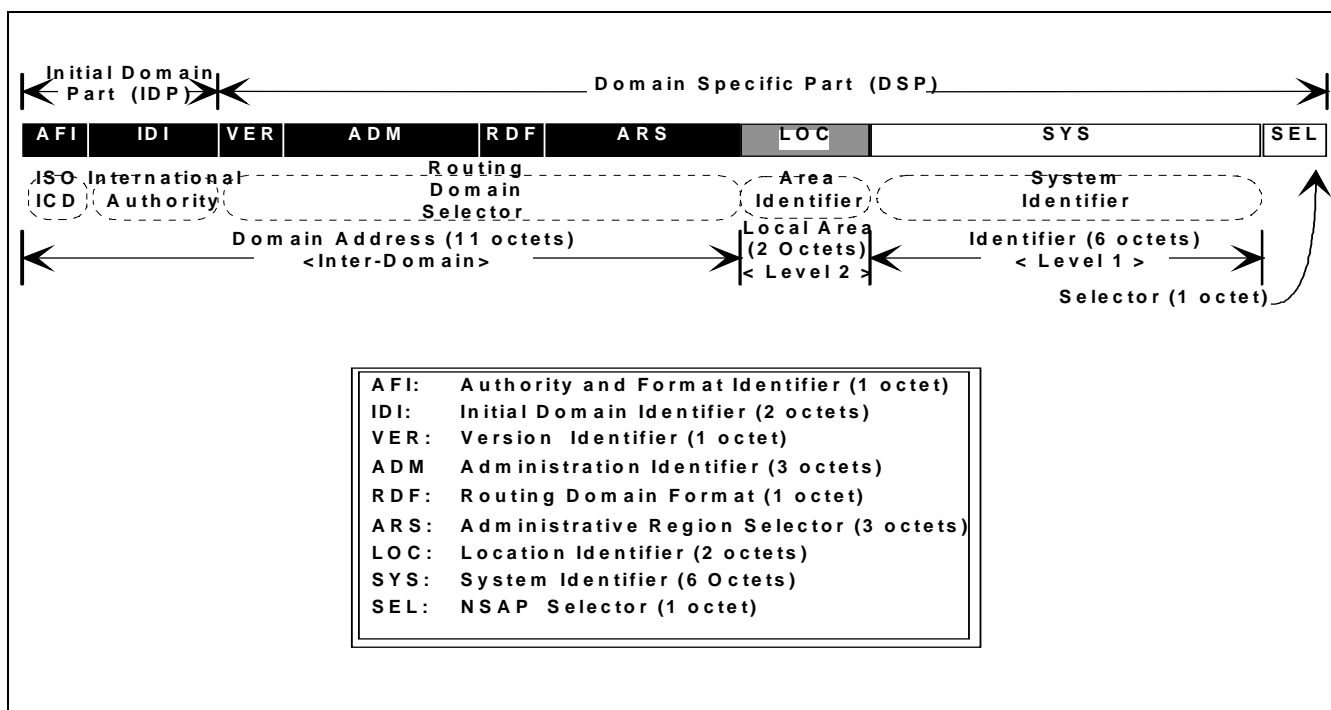 Initial Domain
Part (IDP)
Domain Specific Part (DSP)
AFI IDI VER ADM RDF ARS LOC SYS SEL
ISO
ICD
International
Authority
Routing
Domain
Selector
Area
Identifier
System
Identifier
Domain Address (11 octets)
<Inter-Domain>
Local Area
(2 Octets)
< Level 2 >
Identifier (6 octets)
< Level 1 >
Selector (1 octet)
AFI: Authority and Format Identifier (1 octet)
IDI: Initial Domain Identifier (2 octets)
VER: Version Identifier (1 octet)
ADM Administration Identifier (3 octets)
RDF: Routing Domain Format (1 octet)
ARS: Administrative Region Selector (3 octets)
LOC: Location Identifier (2 octets)
SYS: System Identifier (6 Octets)
SEL: NSAP Selector (1 octet)